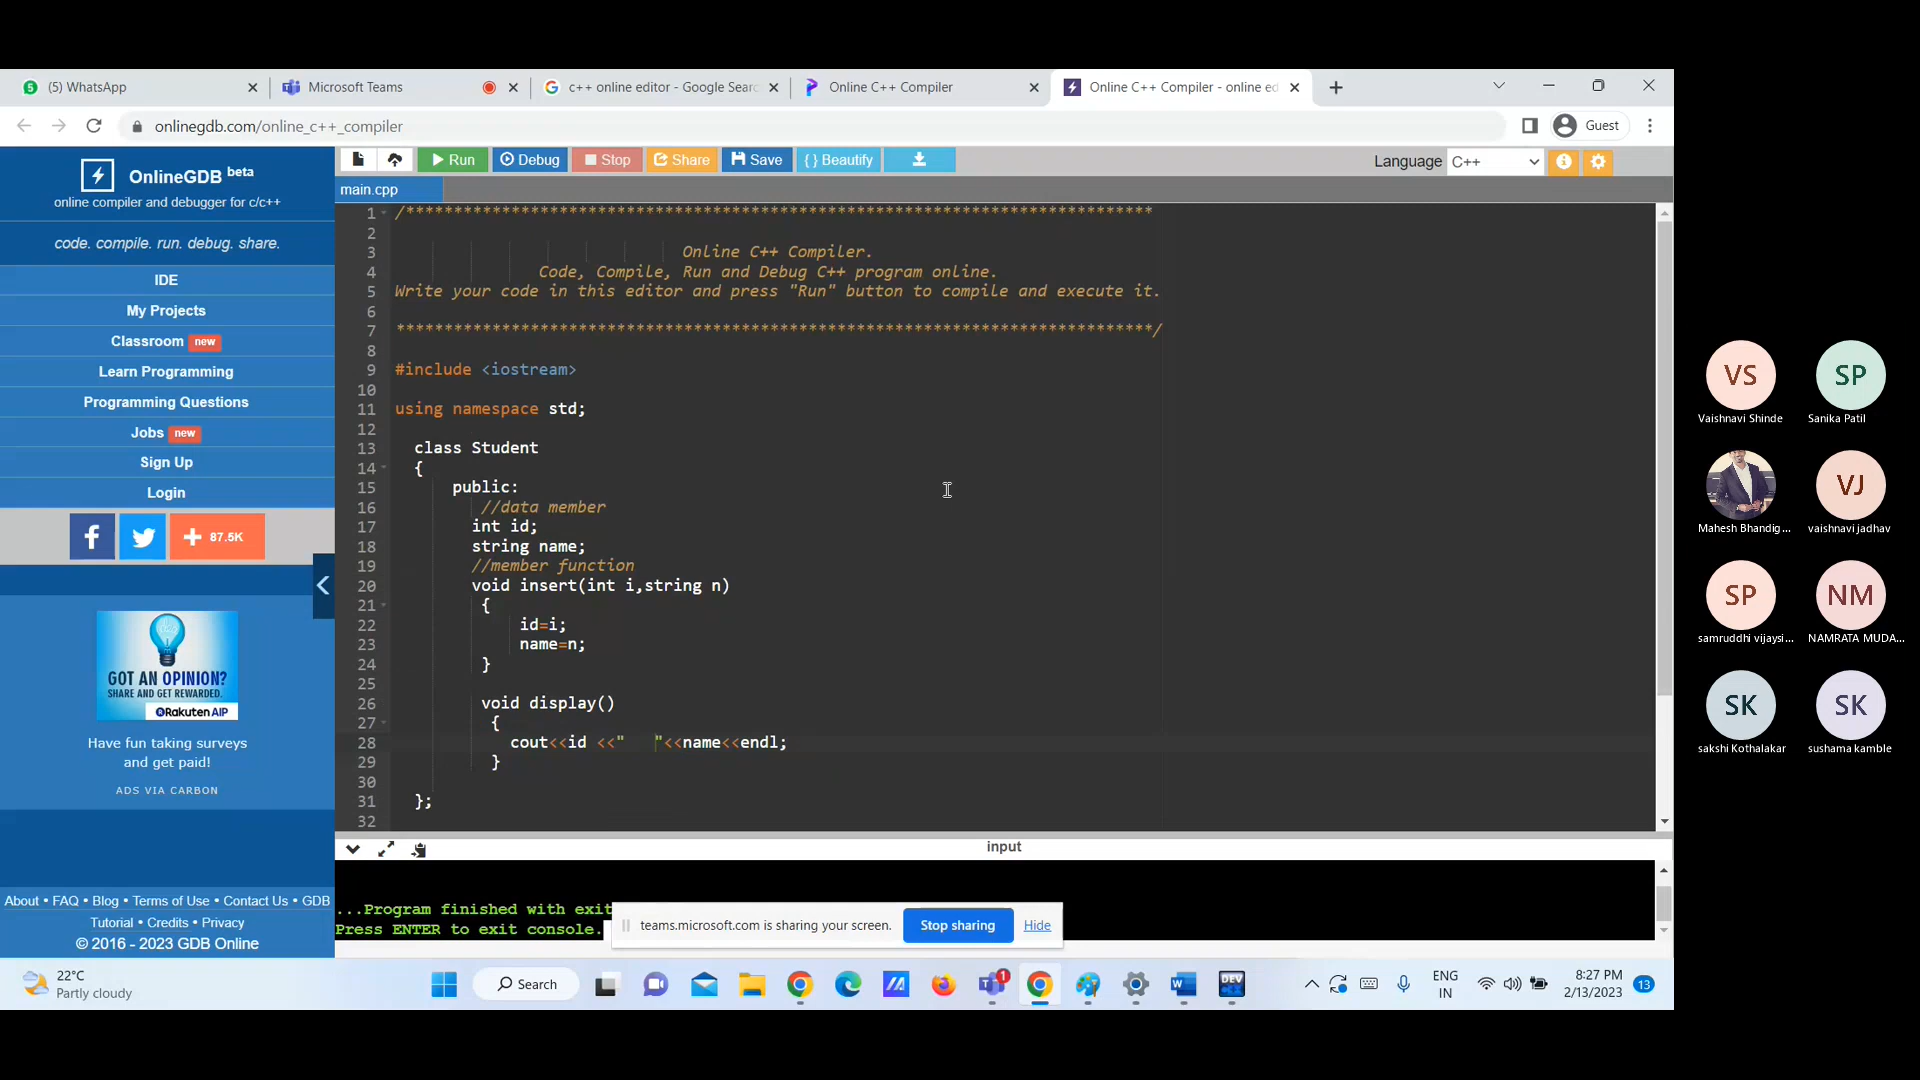 (5) WhatsApp
Microsoft Teams
c++ online editor - Google Sear
Online C++ Compiler
Online C++ Compiler - online ed
onlinegdb.com/online_c++_compiler
Guest
OnlineGDB beta
online compiler and debugger for c/c++
code. compile. run. debug. share.
IDE
My Projects
Classroom new
Learn Programming
Programming Questions
Jobs new
Sign Up
Login
87.5K
GOT AN OPINION?
SHARE AND GET REWARDED.
Rakuten AIP
Have fun taking surveys
and get paid!
ADS VIA CARBON
About • FAQ • Blog • Terms of Use • Contact Us • GDB
Tutorial • Credits • Privacy
© 2016 - 2023 GDB Online
Run
Debug
Stop
Share
Save
{ } Beautify
Language C++
main.cpp
1 /******************************************************************************
2
3 Online C++ Compiler.
4 Code, Compile, Run and Debug C++ program online.
5 Write your code in this editor and press "Run" button to compile and execute it.
6
7 *******************************************************************************/
8
9 #include <iostream>
10
11 using namespace std;
12
13 class Student
14 {
15 public:
16 //data member
17 int id;
18 string name;
19 //member function
20 void insert(int i,string n)
21 {
22 id=i;
23 name=n;
24 }
25
26 void display()
27 {
28 cout<<id <<"   "<<name<<endl;
29 }
30
31 };
32
input
...Program finished with exit
Press ENTER to exit console.
teams.microsoft.com is sharing your screen.
Stop sharing
Hide
VS
Vaishnavi Shinde
SP
Sanika Patil
Mahesh Bhandig...
VJ
vaishnavi jadhav
SP
samruddhi vijaysi...
NM
NAMRATA MUDA...
SK
sakshi Kothalakar
SK
sushama kamble
22°C
Partly cloudy
Search
1
DEV
ENG
IN
8:27 PM
2/13/2023
13